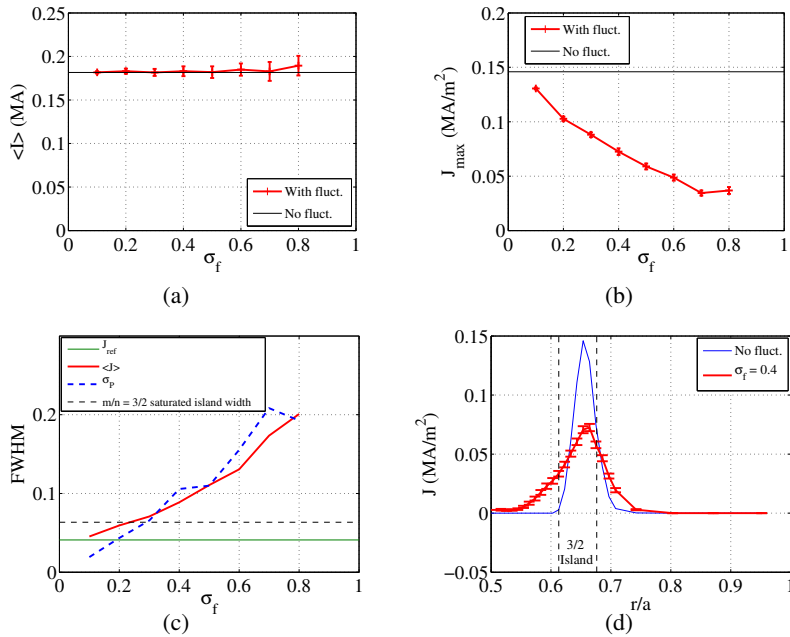 0.25
0.2
0.15
0.1
0.05
0
<I> (MA)
With fluct.
No fluct.
0 0.2 0.4 0.6 0.8 1
σf
(a)
0.2
0.15
0.1
0.05
0
Jmax (MA/m²)
With fluct.
No fluct.
0 0.2 0.4 0.6 0.8 1
σf
(b)
Jref
<J>
σP
m/n = 3/2 saturated island width
0.2
0.1
0
FWHM
0 0.2 0.4 0.6 0.8 1
σf
(c)
0.15
0.1
0.05
0
−0.05
J (MA/m²)
No fluct.
σf = 0.4
3/2
Island
0.5 0.6 0.7 0.8 0.9 1
r/a
(d)